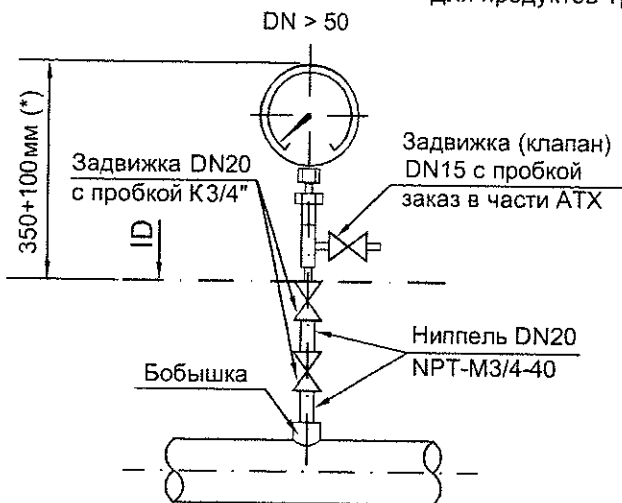 DN > 50
350+100мм (*)
Задвижка DN20
с пробкой К3/4"
Задвижка (клапан)
DN15 с пробкой
заказ в части АТХ
ID
Ниппель DN20
NPT-М3/4-40
Бобышка